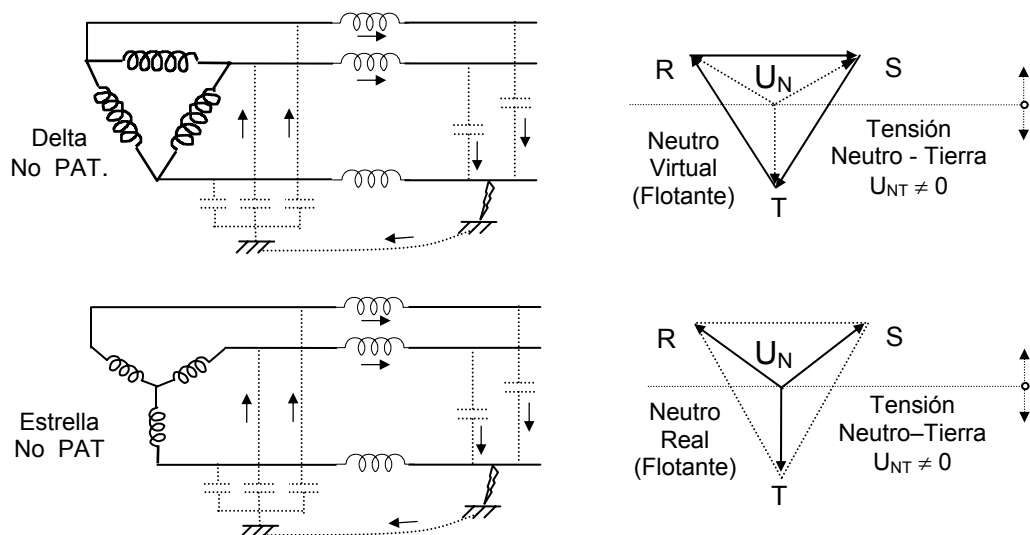 Delta
No PAT.
R
U_N
S
Neutro
Virtual
(Flotante)
T
Tensión
Neutro - Tierra
U_NT ≠ 0
Estrella
No PAT
R
U_N
S
Neutro
Real
(Flotante)
T
Tensión
Neutro–Tierra
U_NT ≠ 0